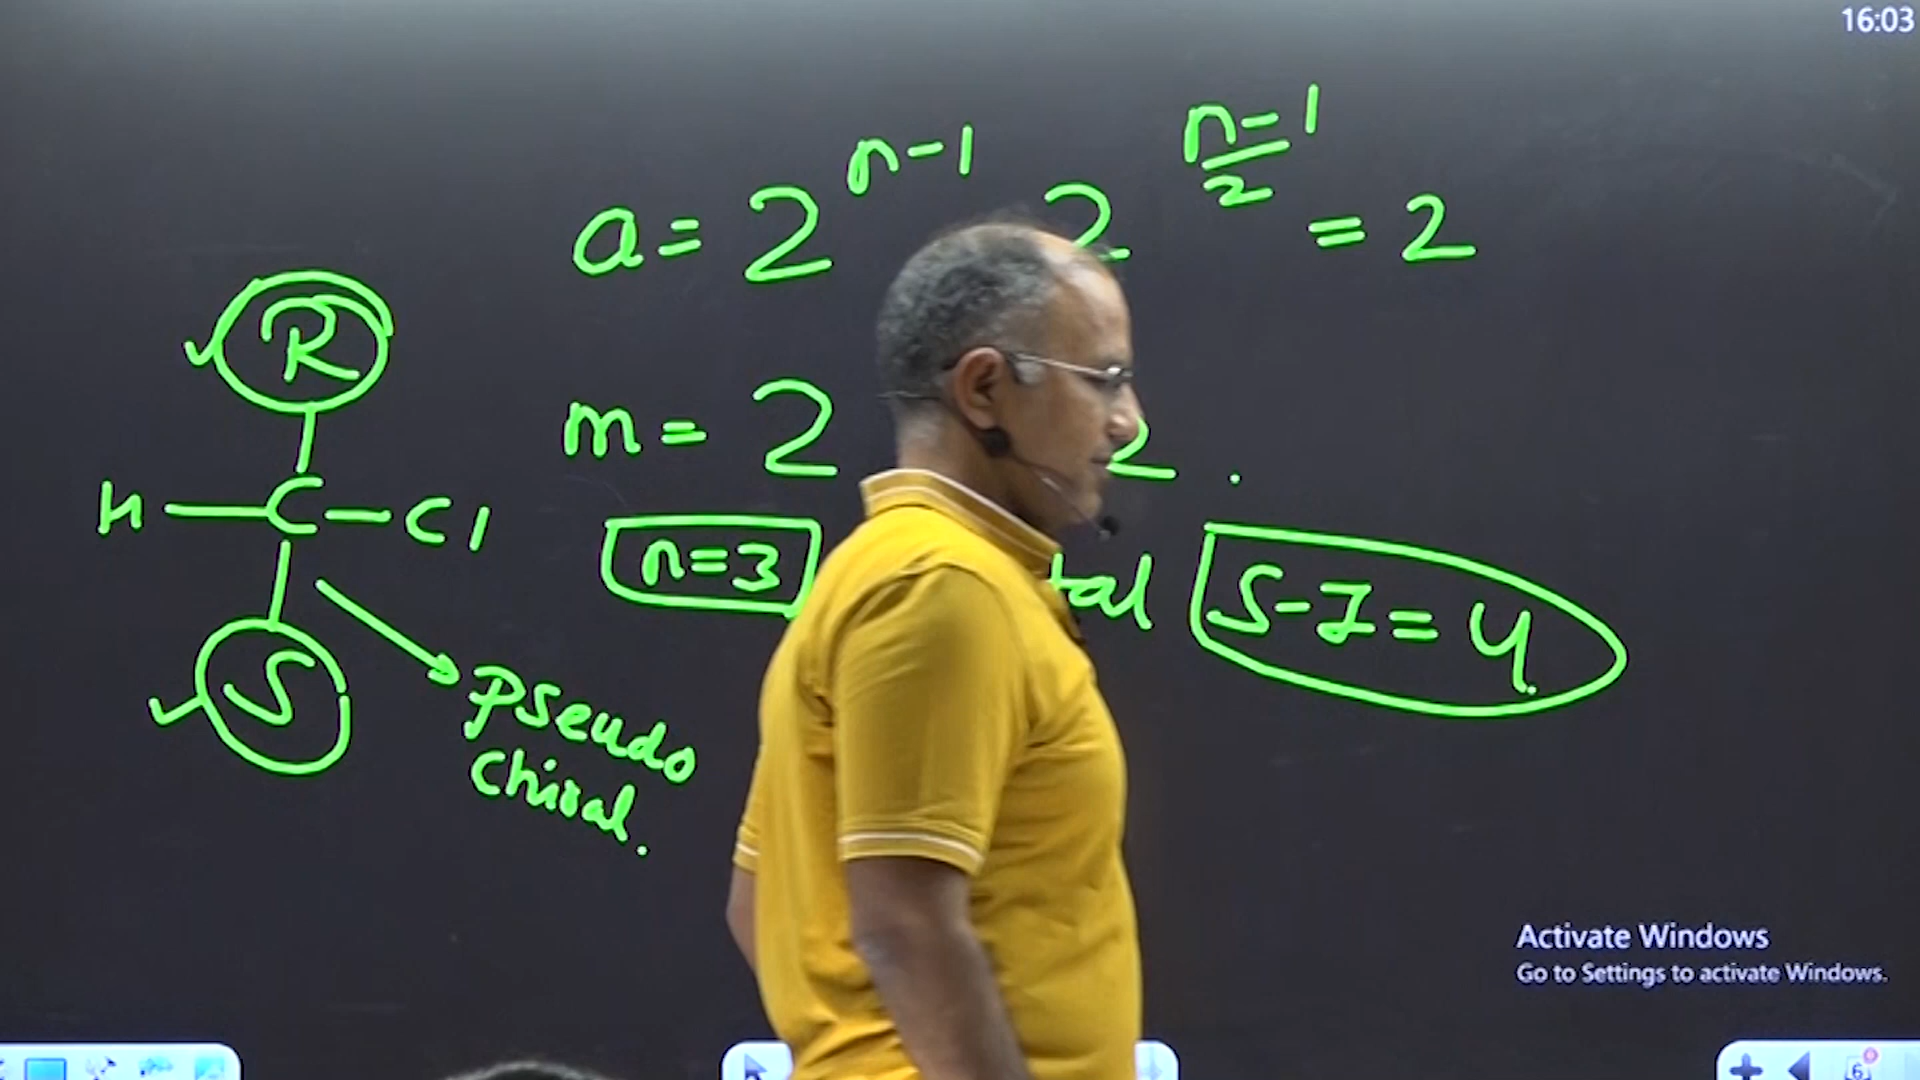 16:03
a = 2^(n-1) 2^((n-1)/2) = 2
m = 2 2.
n=3 tal S-I = 4
R
H - C - Cl
S
pseudo
chiral.
Activate Windows
Go to Settings to activate Windows.
6